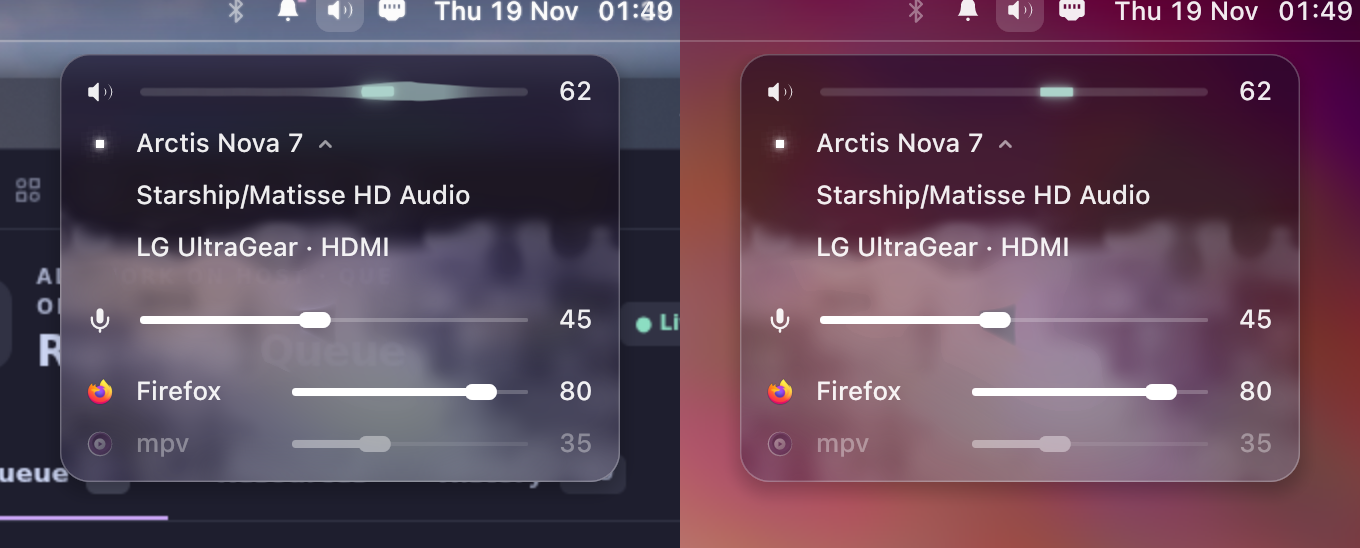 Thu 19 Nov 01:49
62
Arctis Nova 7
Starship/Matisse HD Audio
LG UltraGear · HDMI
45
Queue
Firefox 80
mpv 35
ueue
Thu 19 Nov 01:49
62
Arctis Nova 7
Starship/Matisse HD Audio
LG UltraGear · HDMI
45
Firefox 80
mpv 35